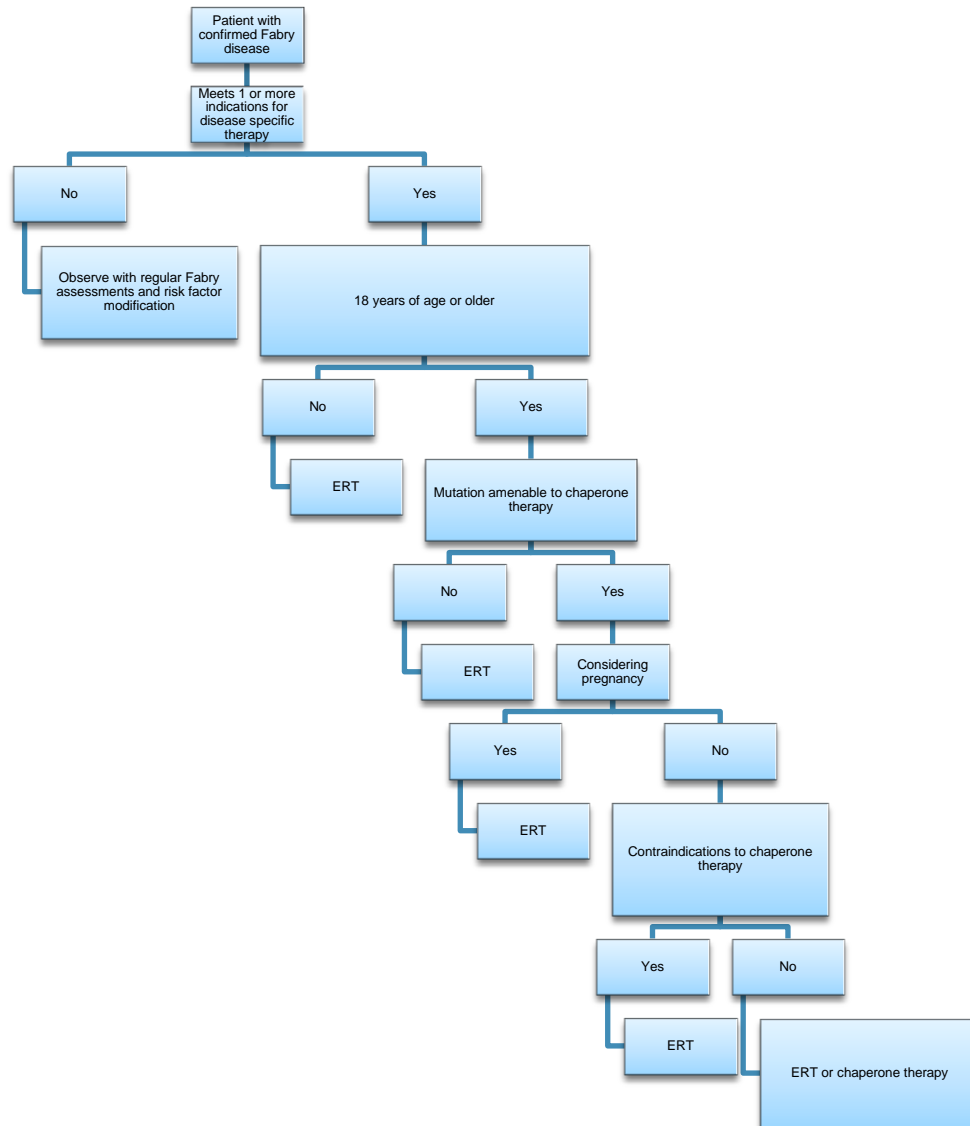 Patient with
confirmed Fabry
disease
Meets 1 or more
indications for
disease specific
therapy
No
Yes
Observe with regular Fabry
assessments and risk factor
modification
18 years of age or older
No
Yes
ERT
Mutation amenable to chaperone
therapy
No
Yes
ERT
Considering
pregnancy
Yes
No
ERT
Contraindications to chaperone
therapy
Yes
No
ERT
ERT or chaperone therapy